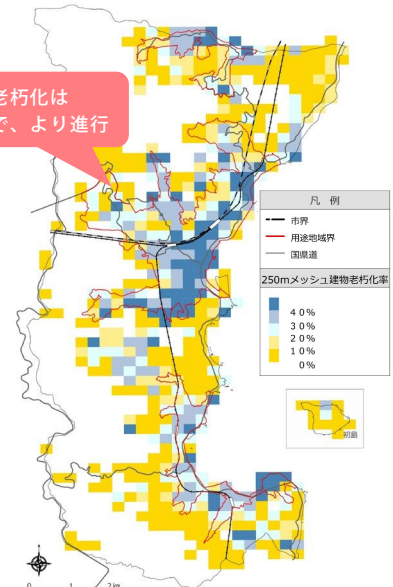 老朽化は
で、より進行
凡 例
市界
用途地域界
国県道
250mメッシュ建物老朽化率
40%
30%
20%
10%
0%
初島
0 1 2km